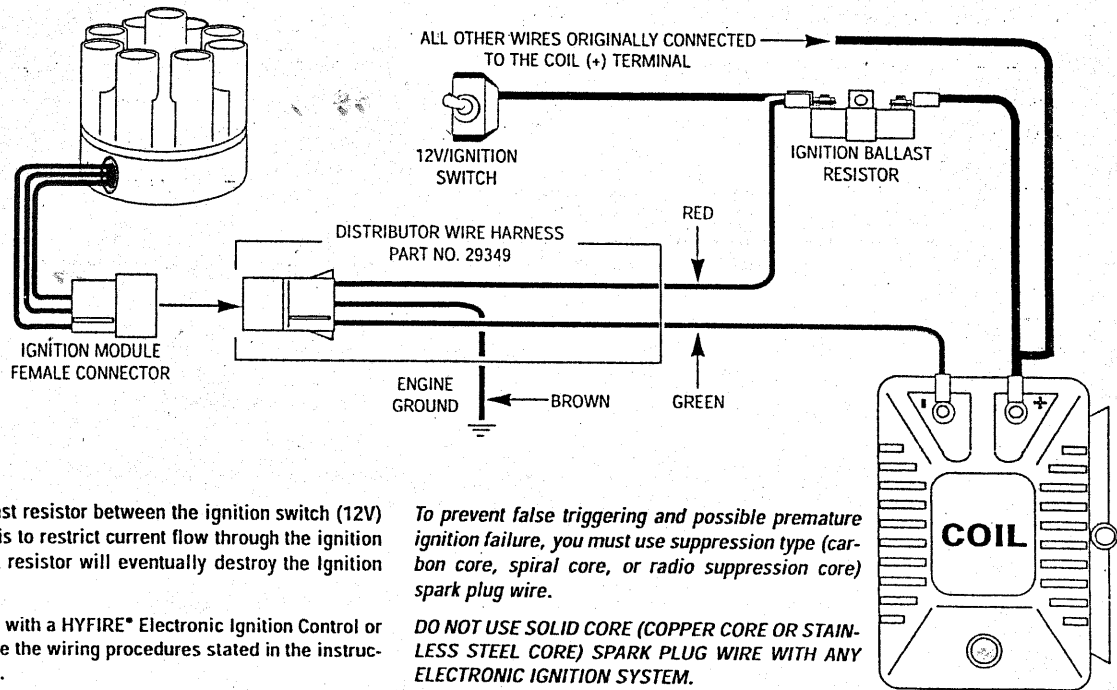 ALL OTHER WIRES ORIGINALLY CONNECTED
TO THE COIL (+) TERMINAL
12V/IGNITION
SWITCH
IGNITION BALLAST
RESISTOR
RED
DISTRIBUTOR WIRE HARNESS
PART NO. 29349
IGNITION MODULE
FEMALE CONNECTOR
ENGINE
GROUND
BROWN
GREEN
-
+
COIL
st resistor between the ignition switch (12V)
is to restrict current flow through the ignition
resistor will eventually destroy the Ignition
with a HYFIRE® Electronic Ignition Control or
e the wiring procedures stated in the instruc-
.
To prevent false triggering and possible premature
ignition failure, you must use suppression type (car-
bon core, spiral core, or radio suppression core)
spark plug wire.
DO NOT USE SOLID CORE (COPPER CORE OR STAIN-
LESS STEEL CORE) SPARK PLUG WIRE WITH ANY
ELECTRONIC IGNITION SYSTEM.